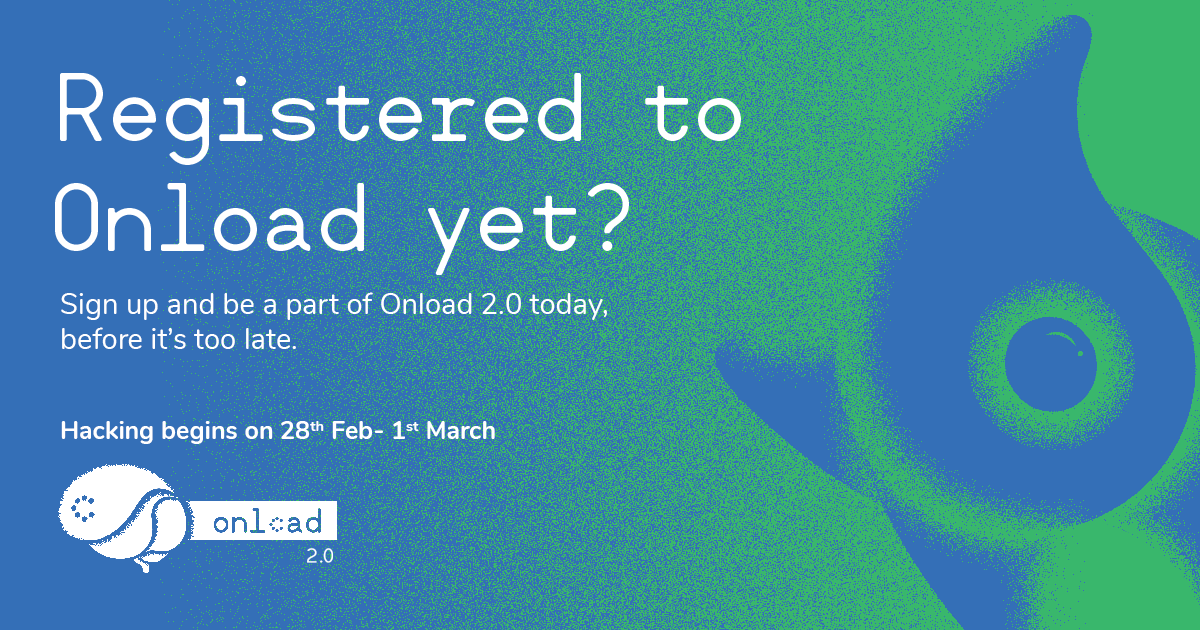 Registered to
Onload yet?
Sign up and be a part of Onload 2.0 today,
before it’s too late.
Hacking begins on 28th Feb- 1st March
onload
2.0